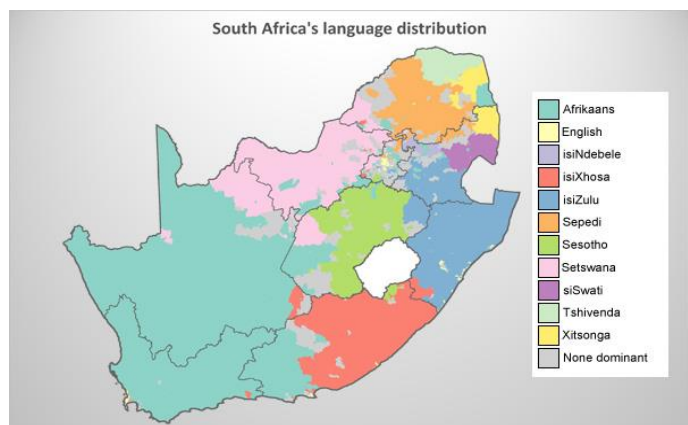 South Africa's language distribution
Afrikaans
English
isiNdebele
isiXhosa
isiZulu
Sepedi
Sesotho
Setswana
siSwati
Tshivenda
Xitsonga
None dominant